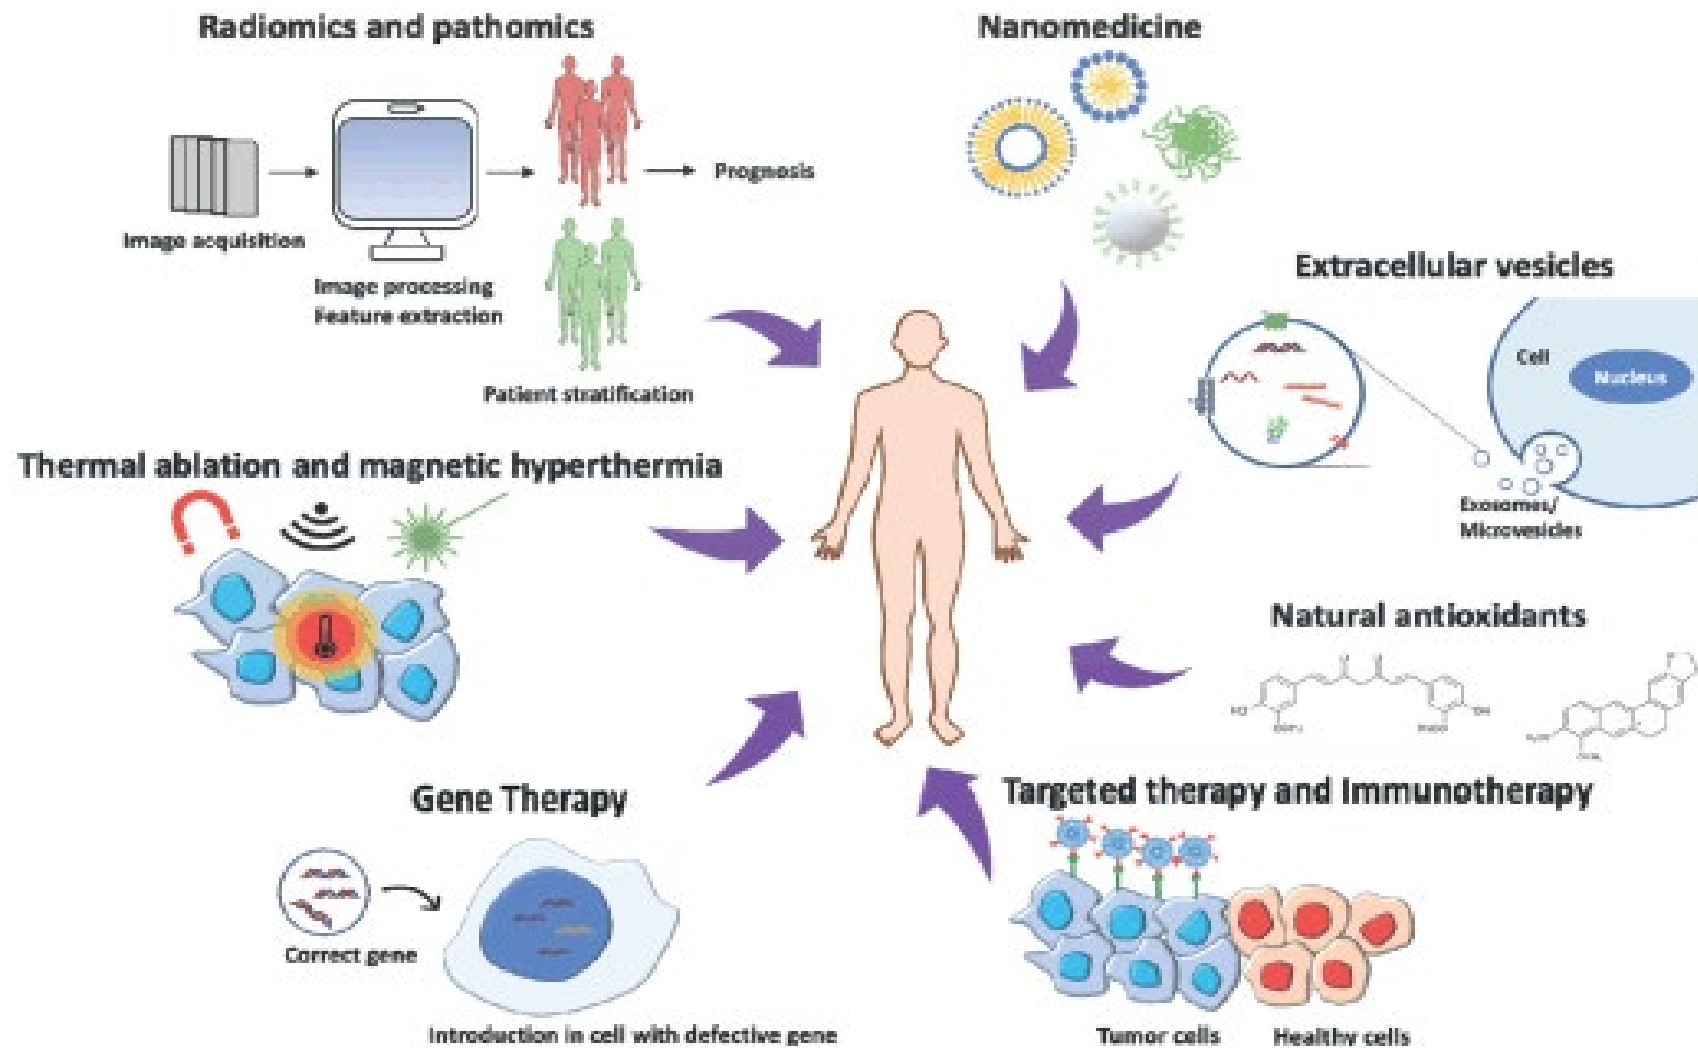 Radiomics and pathomics
Image acquisition
Image processing
Feature extraction
Patient stratification
Prognosis
Nanomedicine
Extracellular vesicles
Cell
Nucleus
Exosomes/
Microvesicles
Thermal ablation and magnetic hyperthermia
Natural antioxidants
Gene Therapy
Correct gene
Introduction in cell with defective gene
Targeted therapy and Immunotherapy
Tumor cells
Healthy cells